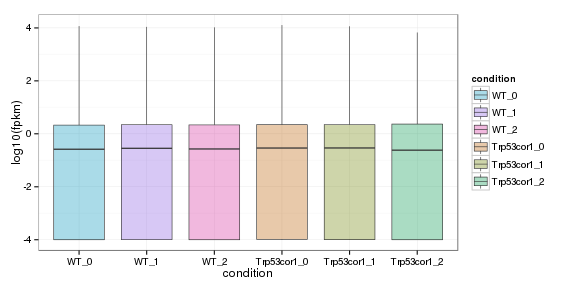 log10(fpkm)
4
2
0
-2
-4
WT_0 WT_1 WT_2 Trp53cor1_0 Trp53cor1_1 Trp53cor1_2
condition
condition
WT_0
WT_1
WT_2
Trp53cor1_0
Trp53cor1_1
Trp53cor1_2